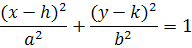 (x-h)²/a² + (y-k)²/b² = 1